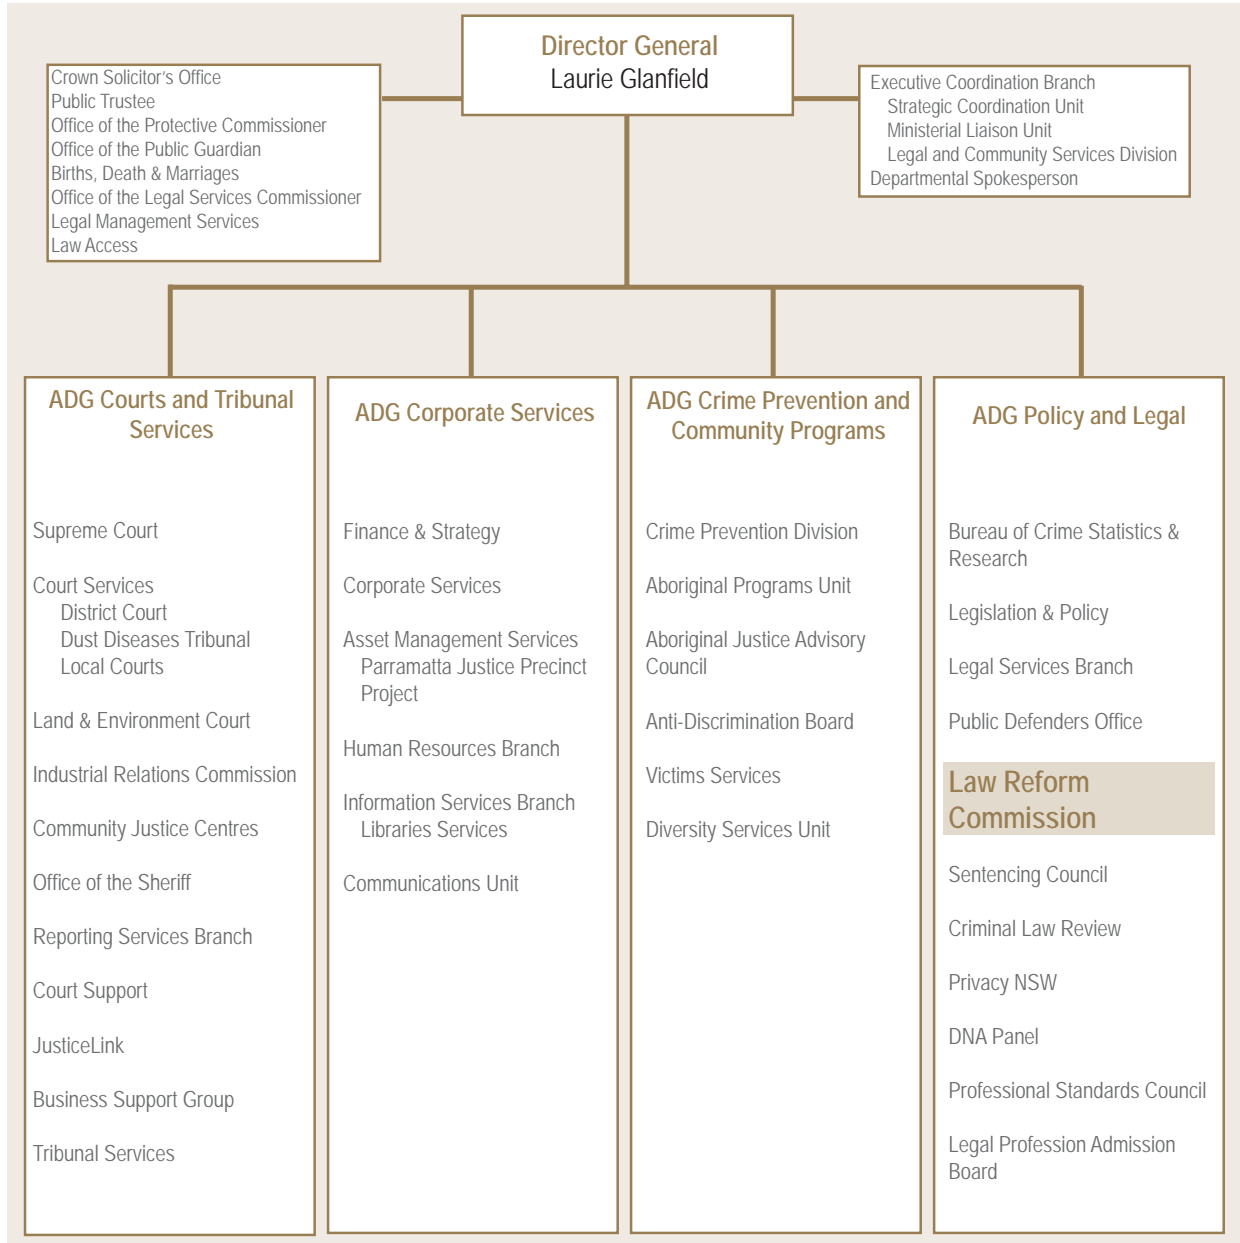 Director General
Laurie Glanfield
Crown Solicitor's Office
Public Trustee
Office of the Protective Commissioner
Office of the Public Guardian
Births, Death & Marriages
Office of the Legal Services Commissioner
Legal Management Services
Law Access
Executive Coordination Branch
Strategic Coordination Unit
Ministerial Liaison Unit
Legal and Community Services Division
Departmental Spokesperson
ADG Courts and Tribunal
Services
Supreme Court
Court Services
District Court
Dust Diseases Tribunal
Local Courts
Land & Environment Court
Industrial Relations Commission
Community Justice Centres
Office of the Sheriff
Reporting Services Branch
Court Support
JusticeLink
Business Support Group
Tribunal Services
ADG Corporate Services
Finance & Strategy
Corporate Services
Asset Management Services
Parramatta Justice Precinct
Project
Human Resources Branch
Information Services Branch
Libraries Services
Communications Unit
ADG Crime Prevention and
Community Programs
Crime Prevention Division
Aboriginal Programs Unit
Aboriginal Justice Advisory
Council
Anti-Discrimination Board
Victims Services
Diversity Services Unit
ADG Policy and Legal
Bureau of Crime Statistics &
Research
Legislation & Policy
Legal Services Branch
Public Defenders Office
Law Reform
Commission
Sentencing Council
Criminal Law Review
Privacy NSW
DNA Panel
Professional Standards Council
Legal Profession Admission
Board